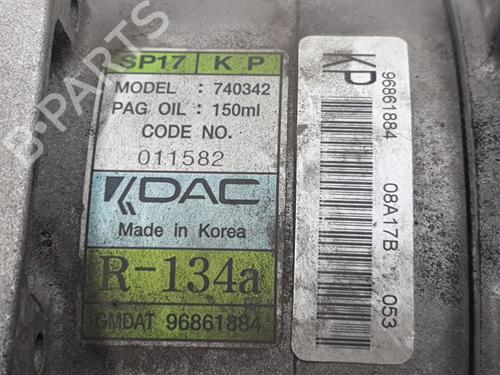 B-PARTS
SP17 K P
MODEL : 740342
PAG OIL : 150ml
CODE NO.
011582
KDAC
Made in Korea
R-134a
GMDAT 96861884
KP
96861884 08A17B 053